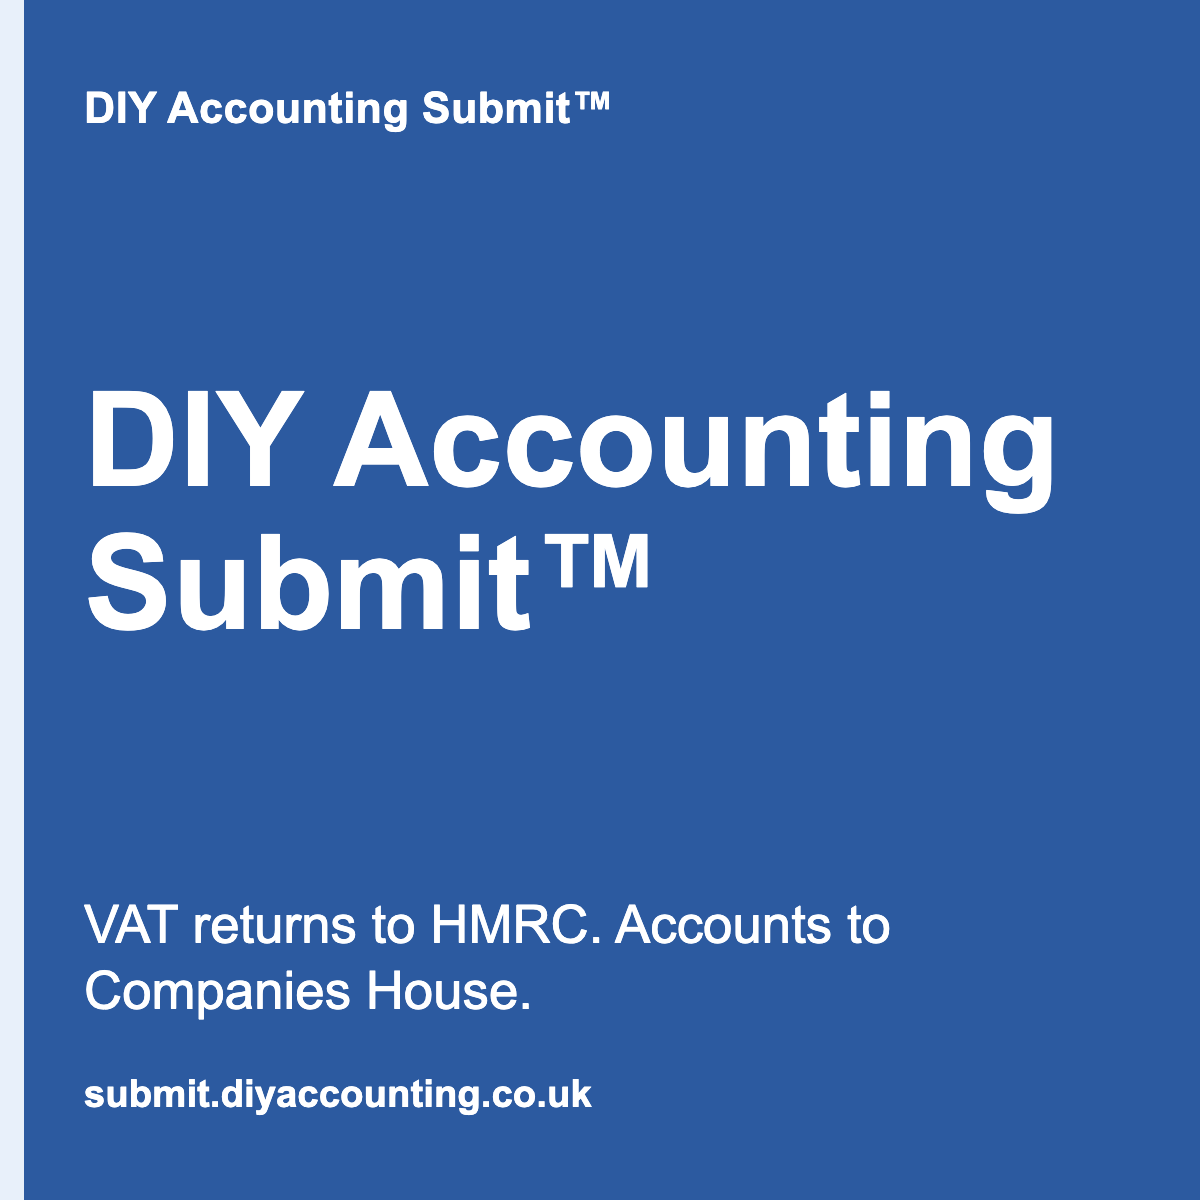 DIY Accounting Submit™
DIY Accounting
Submit™
VAT returns to HMRC. Accounts to
Companies House.
submit.diyaccounting.co.uk